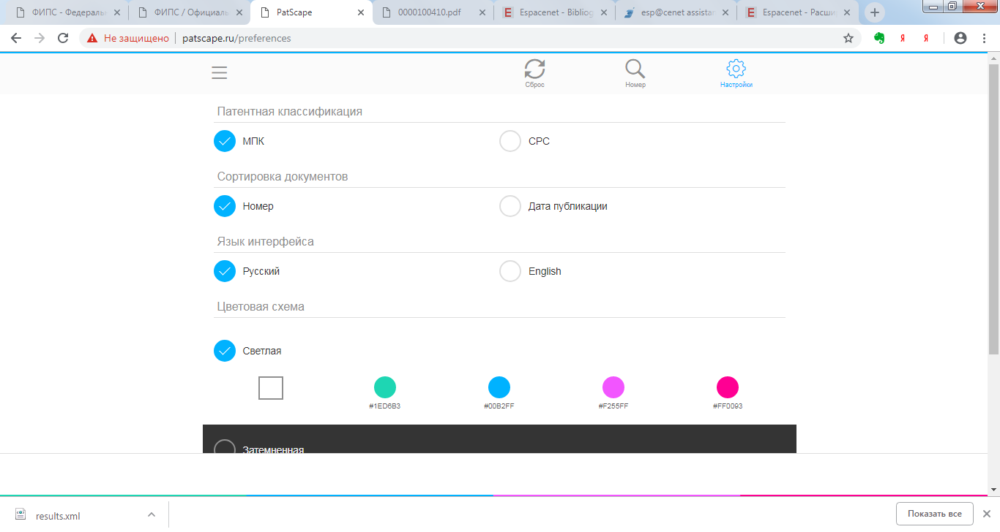 ФИПС - Федераль
ФИПС / Официаль
PatScape
0000100410.pdf
Espacenet - Bibliog
esp@cenet assistan
Espacenet - Расши
Не защищено
patscape.ru/preferences
Я
Я
Сброс
Номер
Настройки
Патентная классификация
МПК
CPC
Сортировка документов
Номер
Дата публикации
Язык интерфейса
Русский
English
Цветовая схема
Светлая
#1ED6B3
#00B2FF
#F255FF
#FF0093
Затемненная
results.xml
Показать все